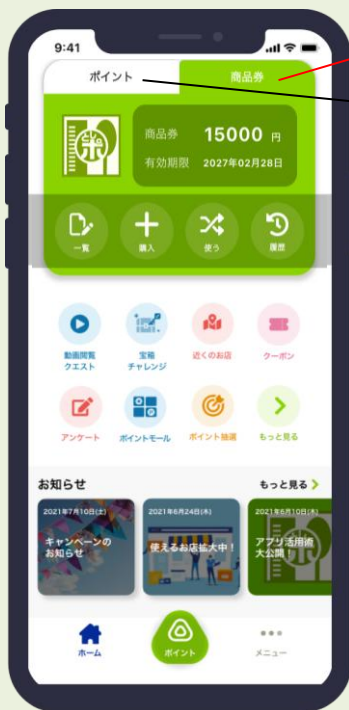 9:41
ポイント
商品券
商品券 15000 円
有効期限 2027年02月28日
一覧
購入
使う
履歴
動画閲覧
クエスト
宝箱
チャレンジ
近くのお店
クーポン
アンケート
ポイントモール
ポイント抽選
もっと見る
お知らせ
もっと見る
2021年7月10日(土)
キャンペーンの
お知らせ
2021年6月24日(木)
使えるお店拡大中!
2021年6月10日(木)
アプリ活用術
大公開!
ホーム
ポイント
メニュー